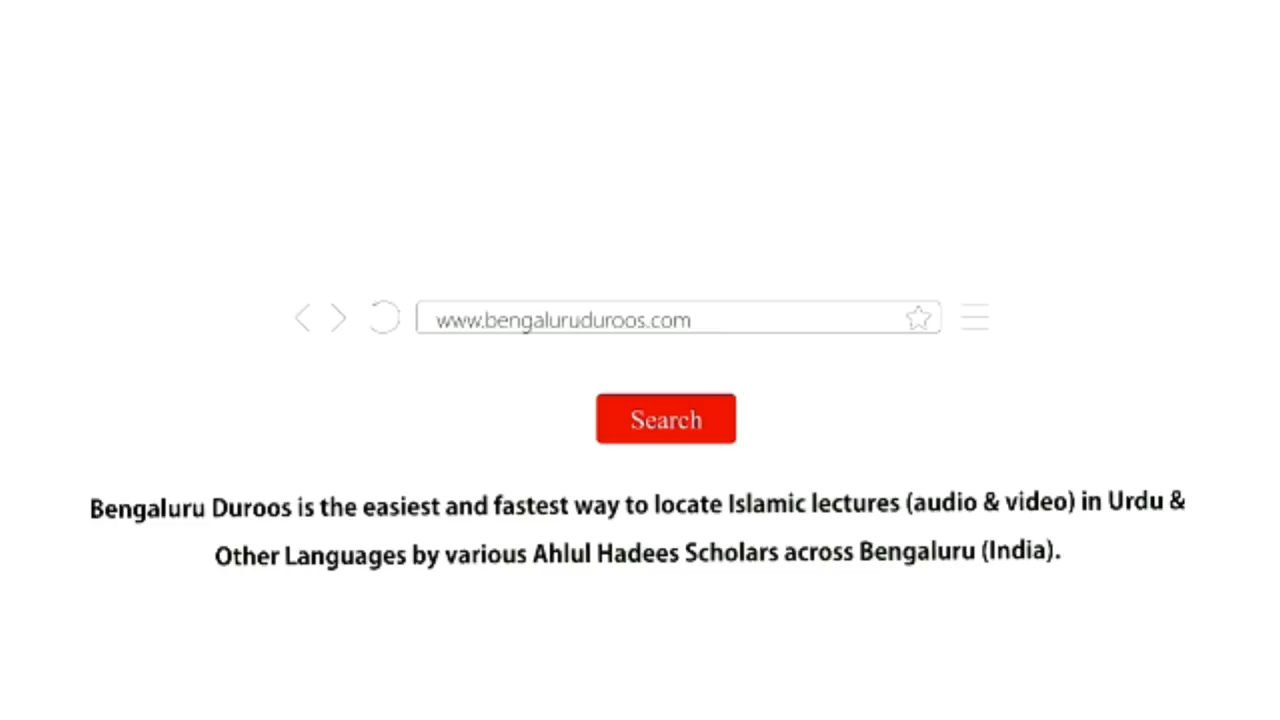 www.bengaluruduroos.com
Search
Bengaluru Duroos is the easiest and fastest way to locate Islamic lectures (audio & video) in Urdu &
Other Languages by various Ahlul Hadees Scholars across Bengaluru (India).